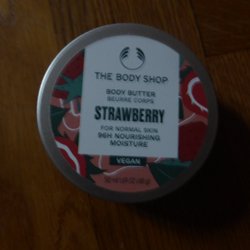 THE BODY SHOP
BODY BUTTER
BEURRE CORPS
STRAWBERRY
FOR NORMAL SKIN
96H NOURISHING
MOISTURE
VEGAN